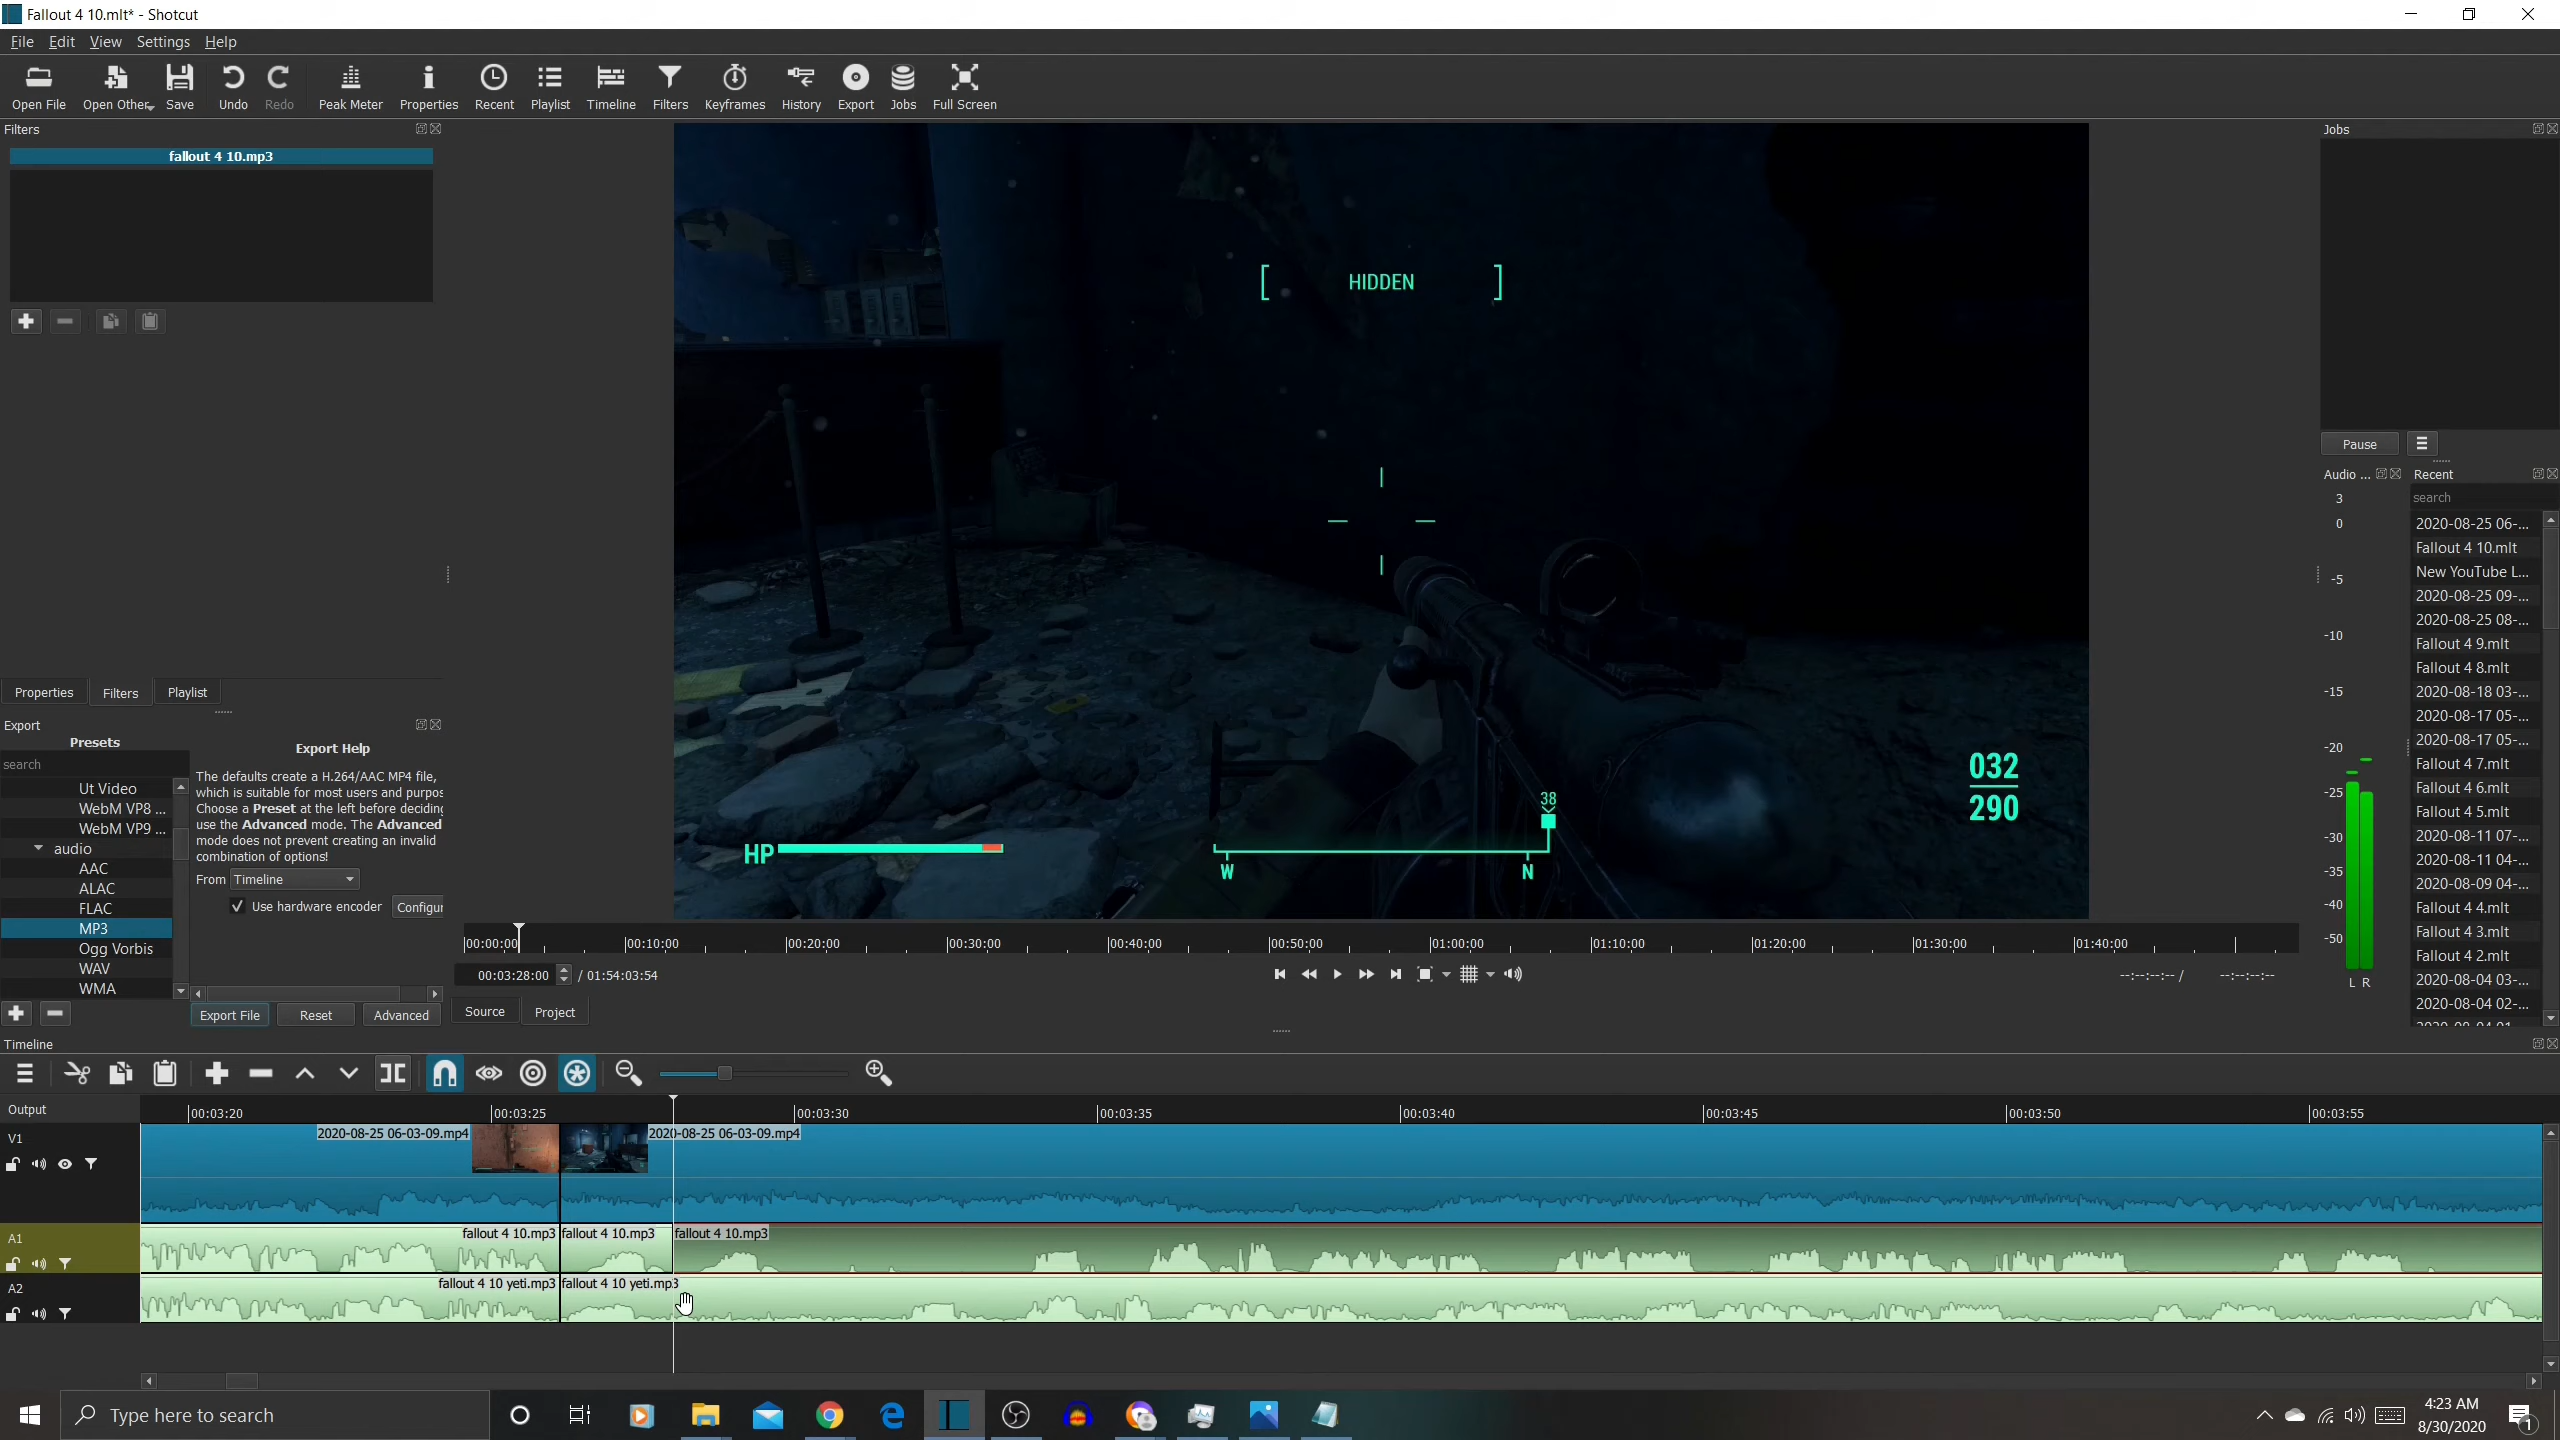 Fallout 4 10.mlt* - Shotcut
File Edit View Settings Help
Open File Open Other Save Undo Redo Peak Meter Properties Recent Playlist Timeline Filters Keyframes History Export Jobs Full Screen
Filters
fallout 4 10.mp3
Properties Filters Playlist
Export
Presets
search
Ut Video
WebM VP8 ...
WebM VP9 ...
audio
AAC
ALAC
FLAC
MP3
Ogg Vorbis
WAV
WMA
Export Help
The defaults create a H.264/AAC MP4 file,
which is suitable for most users and purpos
Choose a Preset at the left before deciding
use the Advanced mode. The Advanced
mode does not prevent creating an invalid
combination of options!
From Timeline
Use hardware encoder Configur
Export File Reset Advanced
[ HIDDEN ]
032
290
38
HP
W N
00:00:00 00:10:00 00:20:00 00:30:00 00:40:00 00:50:00 01:00:00 01:10:00 01:20:00 01:30:00 01:40:00
00:03:28:00 / 01:54:03:54
--:--:--:-- / --:--:--:--
Source Project
Jobs
Pause
Audio ...
3
0
-5
-10
-15
-20
-25
-30
-35
-40
-50
L R
Recent
search
2020-08-25 06-...
Fallout 4 10.mlt
New YouTube L...
2020-08-25 09-...
2020-08-25 08-...
Fallout 4 9.mlt
Fallout 4 8.mlt
2020-08-18 03-...
2020-08-17 05-...
2020-08-17 05-...
Fallout 4 7.mlt
Fallout 4 6.mlt
Fallout 4 5.mlt
2020-08-11 07-...
2020-08-11 04-...
2020-08-09 04-...
Fallout 4 4.mlt
Fallout 4 3.mlt
Fallout 4 2.mlt
2020-08-04 03-...
2020-08-04 02-...
Timeline
Output
00:03:20 00:03:25 00:03:30 00:03:35 00:03:40 00:03:45 00:03:50 00:03:55
V1
2020-08-25 06-03-09.mp4 2020-08-25 06-03-09.mp4
A1
fallout 4 10.mp3 fallout 4 10.mp3 fallout 4 10.mp3
A2
fallout 4 10 yeti.mp3 fallout 4 10 yeti.mp3
Type here to search
4:23 AM
8/30/2020
1